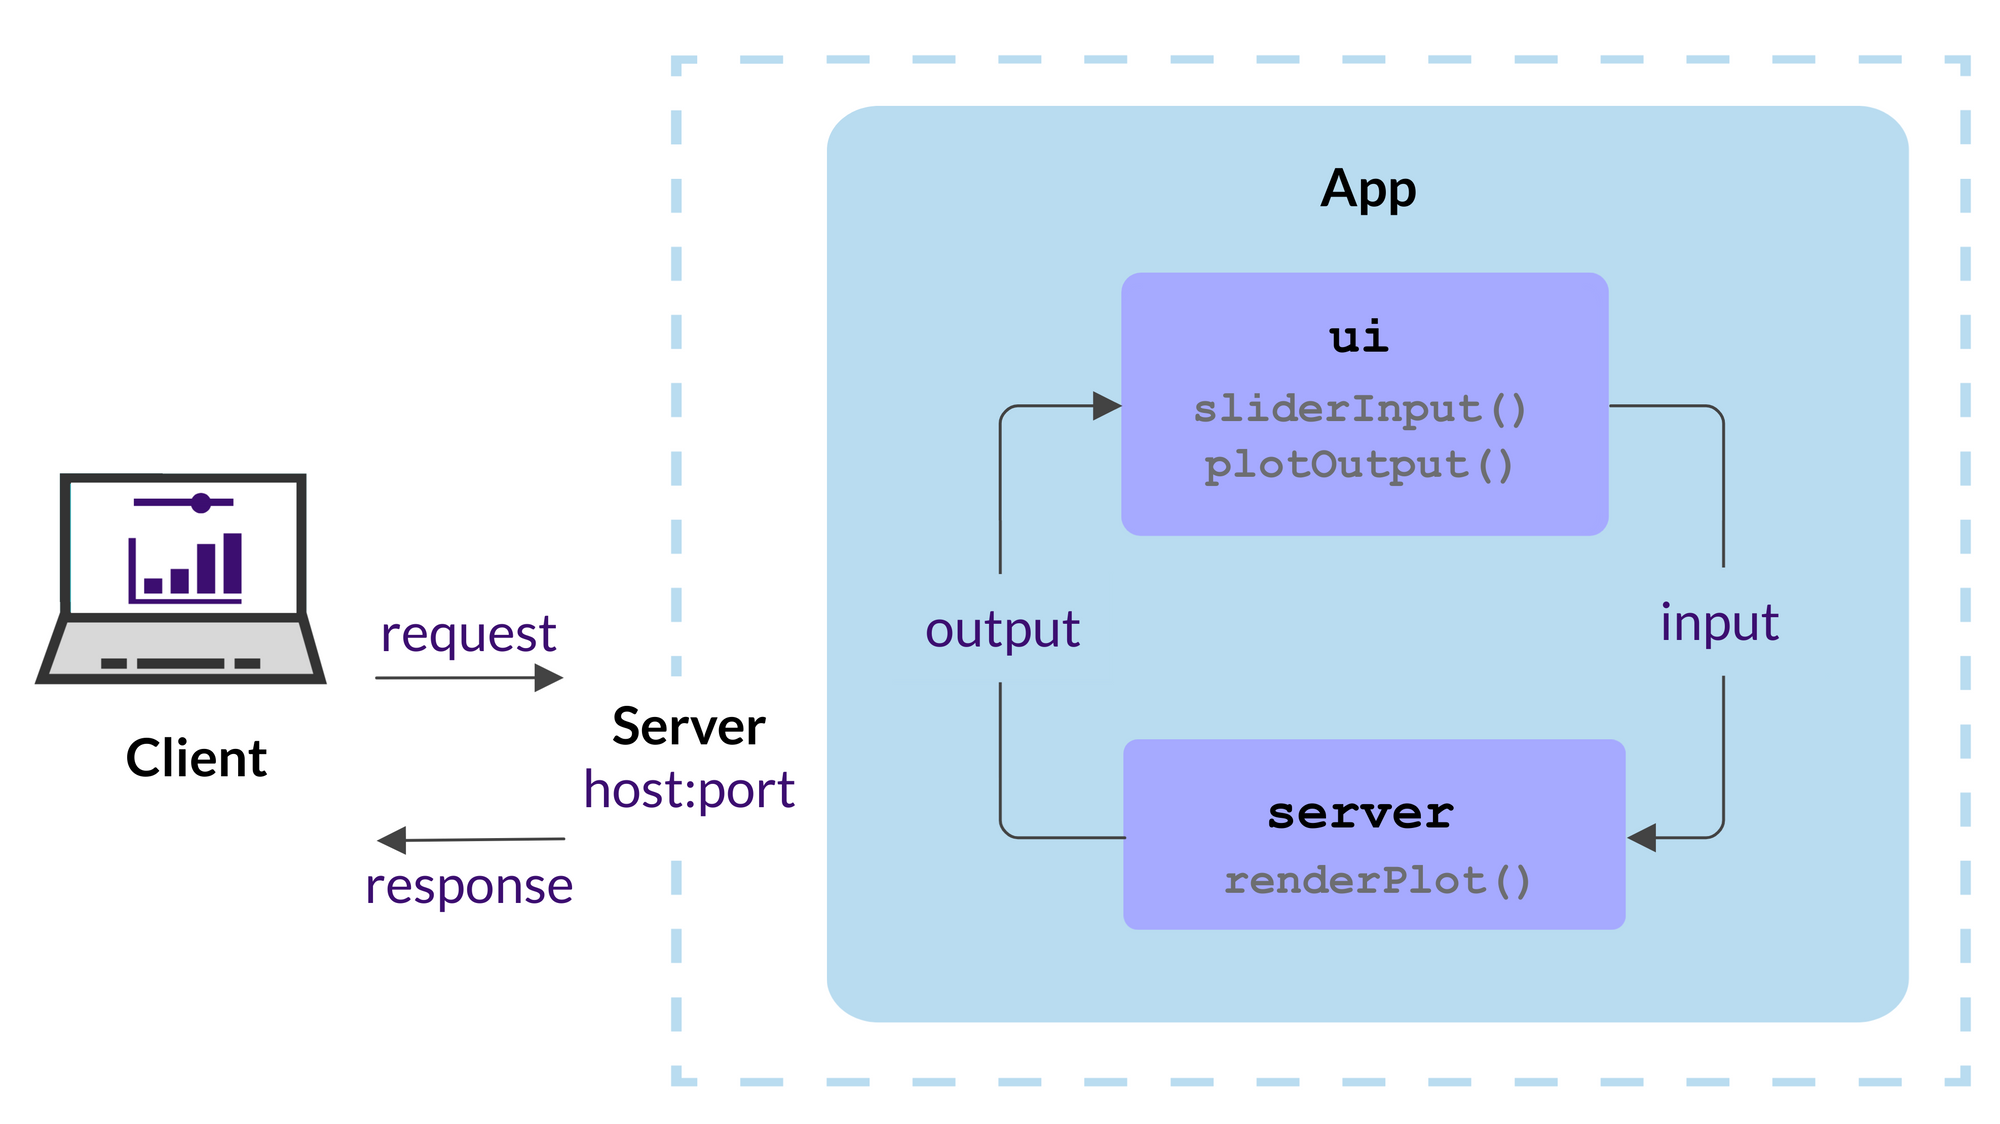 App
ui
sliderInput()
plotOutput()
output
input
request
Server
host:port
Client
response
server
renderPlot()